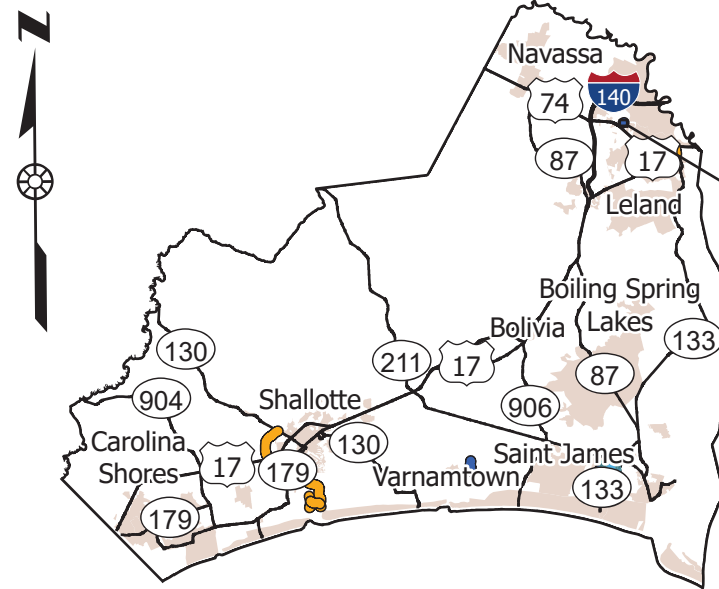 N
Navassa
140
74
87
17
Leland
Boiling Spring
Lakes
Bolivia
133
130
211
17
87
904
Shallotte
906
Carolina
Shores
130
17
179
Saint James
Varnamtown
133
179